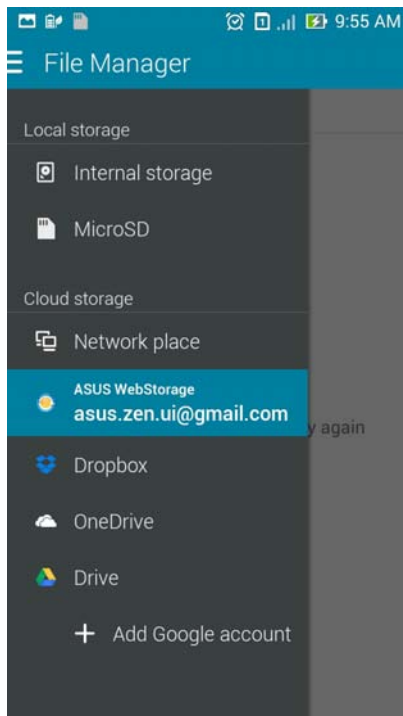 1
9:55 AM
File Manager
Local storage
Internal storage
MicroSD
Cloud storage
Network place
ASUS WebStorage
asus.zen.ui@gmail.com
y again
Dropbox
OneDrive
Drive
+ Add Google account